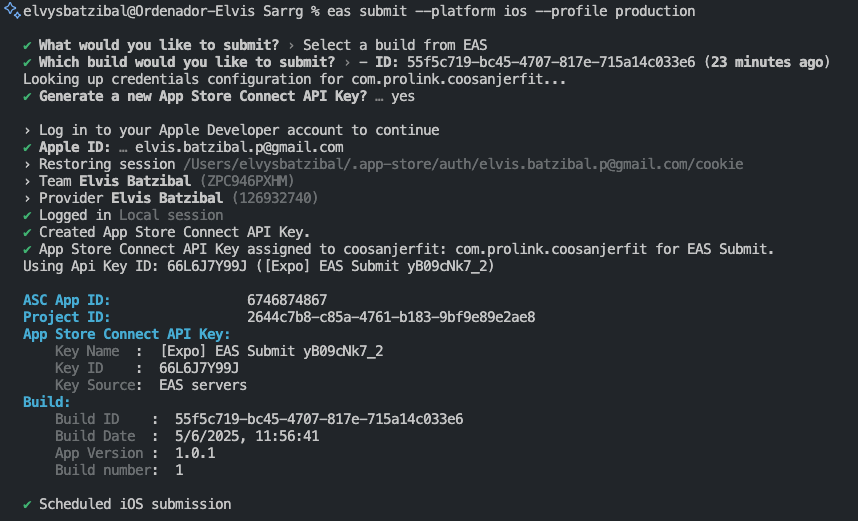 elvysbatzibal@Ordenador-Elvis Sarrg % eas submit --platform ios --profile production
✔ What would you like to submit? › Select a build from EAS
✔ Which build would you like to submit? › - ID: 55f5c719-bc45-4707-817e-715a14c033e6 (23 minutes ago)
Looking up credentials configuration for com.prolink.coosanjerfit...
✔ Generate a new App Store Connect API Key? … yes
› Log in to your Apple Developer account to continue
✔ Apple ID: … elvis.batzibal.p@gmail.com
› Restoring session /Users/elvysbatzibal/.app-store/auth/elvis.batzibal.p@gmail.com/cookie
› Team Elvis Batzibal (ZPC946PXHM)
› Provider Elvis Batzibal (126932740)
✔ Logged in Local session
✔ Created App Store Connect API Key.
✔ App Store Connect API Key assigned to coosanjerfit: com.prolink.coosanjerfit for EAS Submit.
Using Api Key ID: 66L6J7Y99J ([Expo] EAS Submit yB09cNk7_2)
ASC App ID: 6746874867
Project ID: 2644c7b8-c85a-4761-b183-9bf9e89e2ae8
App Store Connect API Key:
Key Name : [Expo] EAS Submit yB09cNk7_2
Key ID : 66L6J7Y99J
Key Source: EAS servers
Build:
Build ID : 55f5c719-bc45-4707-817e-715a14c033e6
Build Date : 5/6/2025, 11:56:41
App Version : 1.0.1
Build number: 1
✔ Scheduled iOS submission